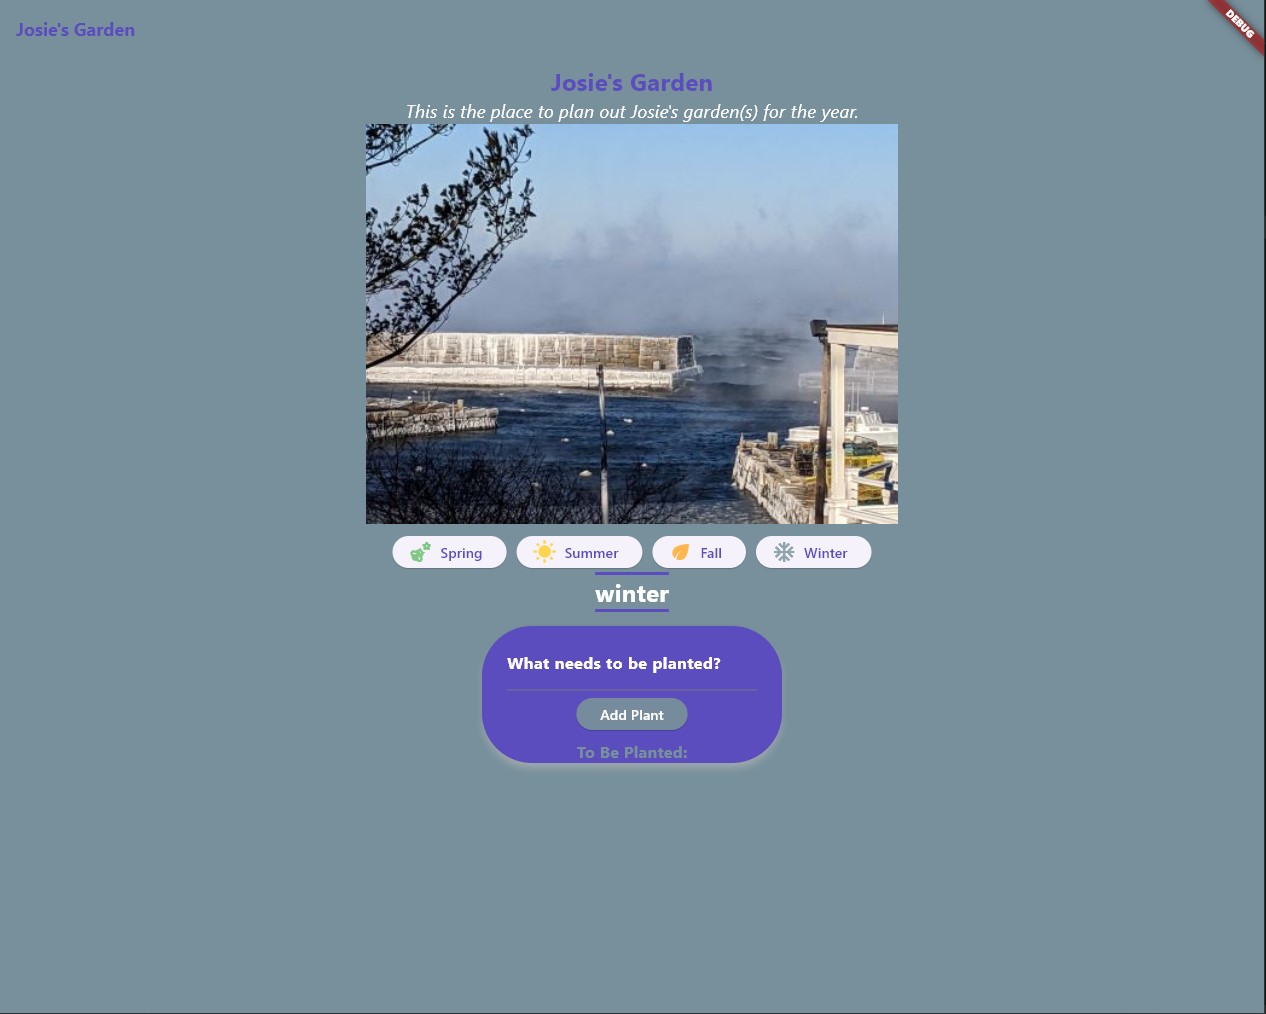 Josie's Garden
DEBUG
Josie's Garden
This is the place to plan out Josie's garden(s) for the year.
Spring
Summer
Fall
Winter
winter
What needs to be planted?
Add Plant
To Be Planted: